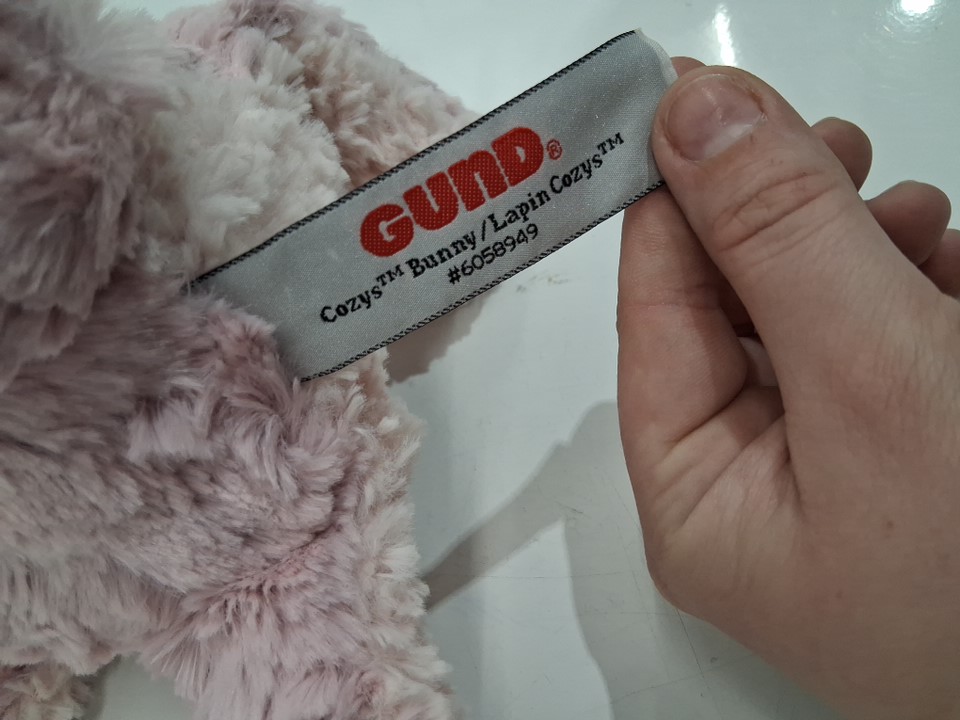 GUND®
Cozys™ Bunny / Lapin Cozys™
#6058949